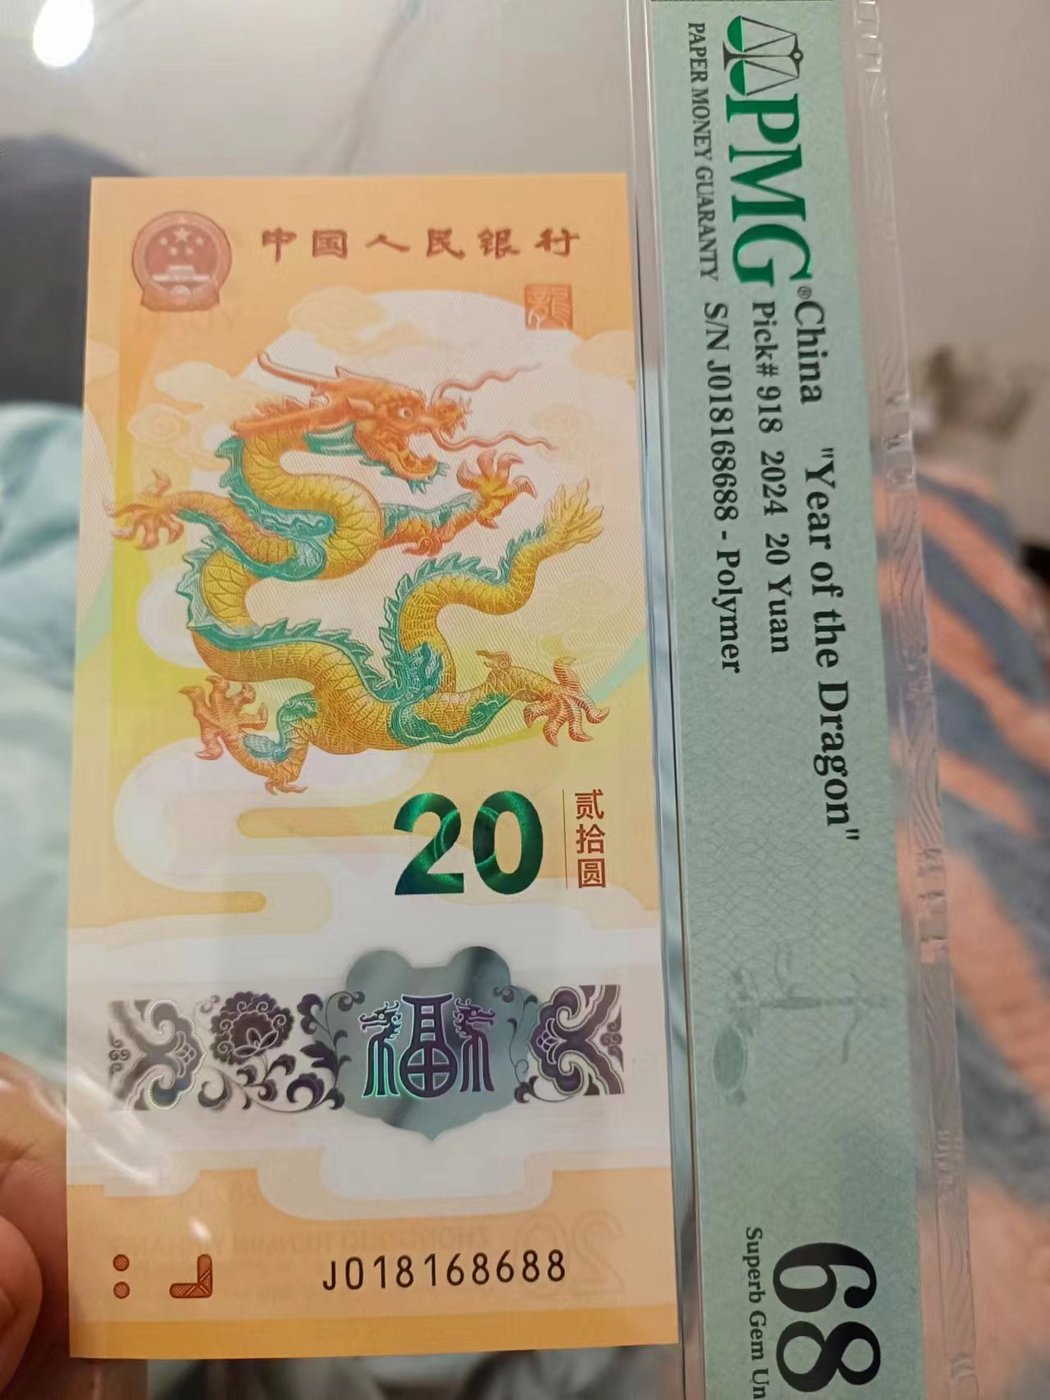 中国人民银行
龍
20
贰拾圆
福
J018168688
PMG®
PAPER MONEY GUARANTY
China "Year of the Dragon"
Pick# 918 2024 20 Yuan
S/N J018168688 - Polymer
68
Superb Gem Un